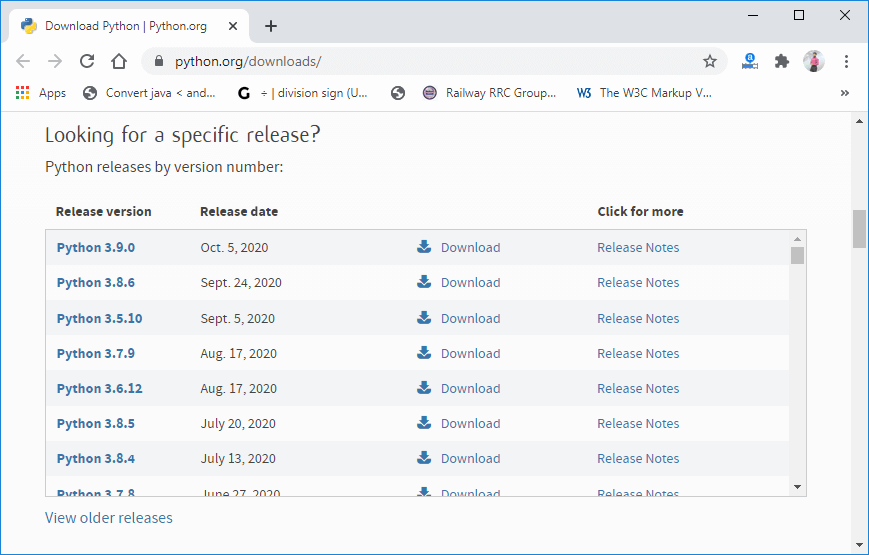 Download Python | Python.org
python.org/downloads/
Apps Convert java < and... G ÷ | division sign (U... Railway RRC Group... W3 The W3C Markup V... »
Looking for a specific release?
Python releases by version number:
Release version Release date Click for more
Python 3.9.0 Oct. 5, 2020 Download Release Notes
Python 3.8.6 Sept. 24, 2020 Download Release Notes
Python 3.5.10 Sept. 5, 2020 Download Release Notes
Python 3.7.9 Aug. 17, 2020 Download Release Notes
Python 3.6.12 Aug. 17, 2020 Download Release Notes
Python 3.8.5 July 20, 2020 Download Release Notes
Python 3.8.4 July 13, 2020 Download Release Notes
Python 3.7.8 June 27, 2020 Download Release Notes
View older releases